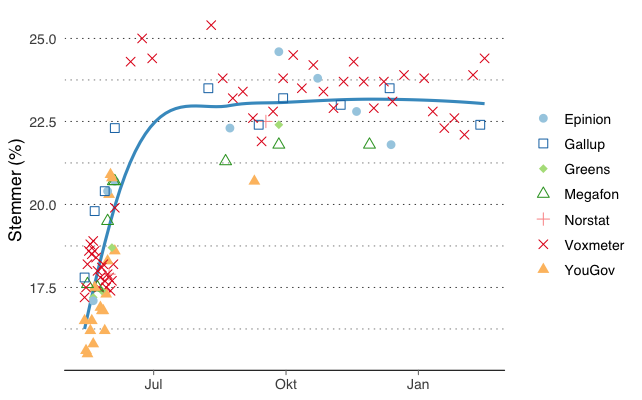 25.0
22.5
20.0
17.5
Stemmer (%)
Jul
Okt
Jan
Epinion
Gallup
Greens
Megafon
Norstat
Voxmeter
YouGov